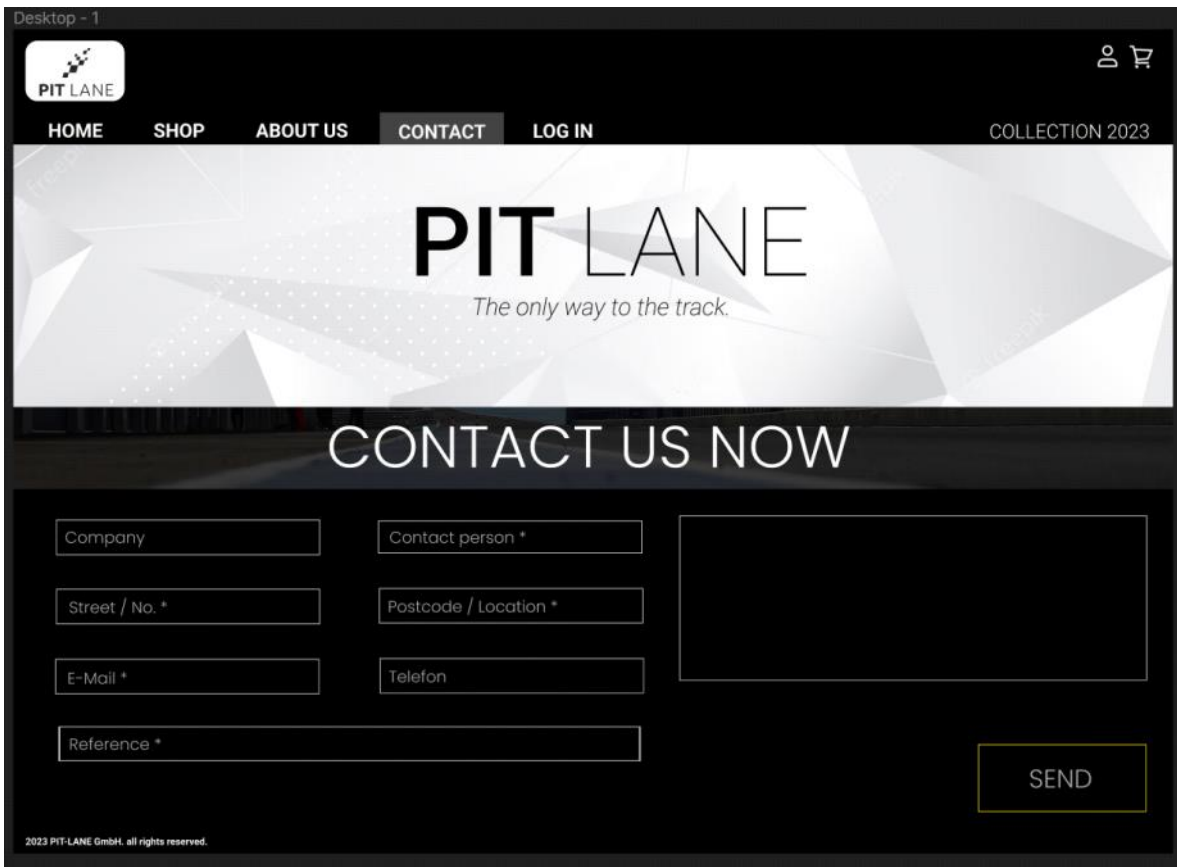 Desktop - 1
PIT LANE
HOME SHOP ABOUT US CONTACT LOG IN COLLECTION 2023
PIT LANE
The only way to the track.
CONTACT US NOW
Company Contact person *
Street / No. * Postcode / Location *
E-Mail * Telefon
Reference *
SEND
2023 PIT-LANE GmbH. all rights reserved.